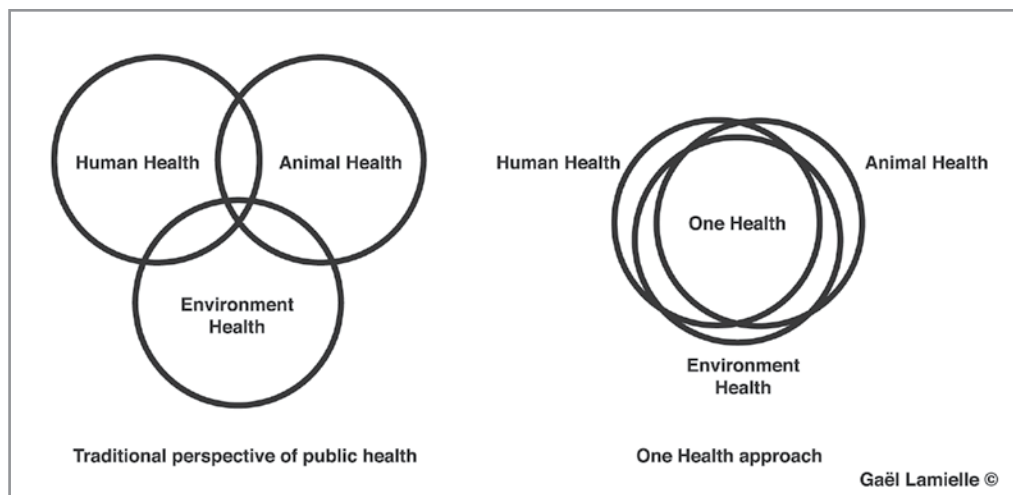 Human Health
Animal Health
Environment
Health
Traditional perspective of public health
Human Health
Animal Health
One Health
Environment
Health
One Health approach
Gaël Lamielle ©